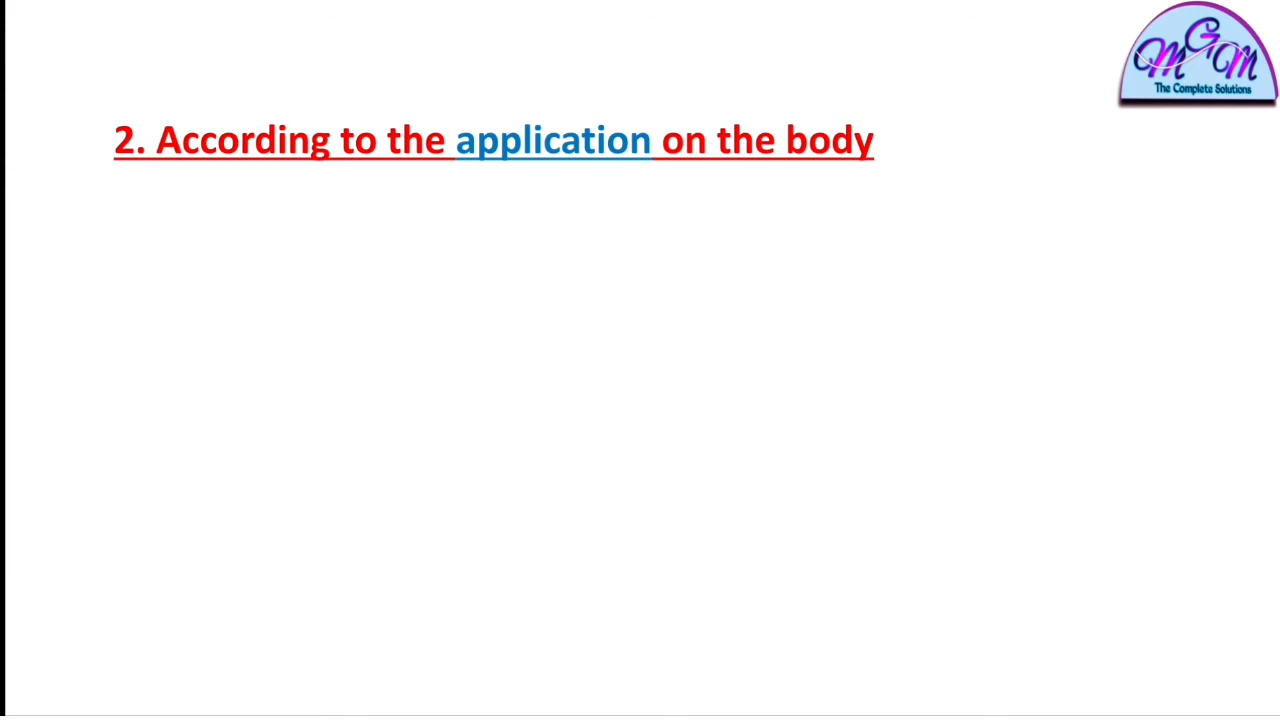 MGM
The Complete Solutions
2. According to the application on the body